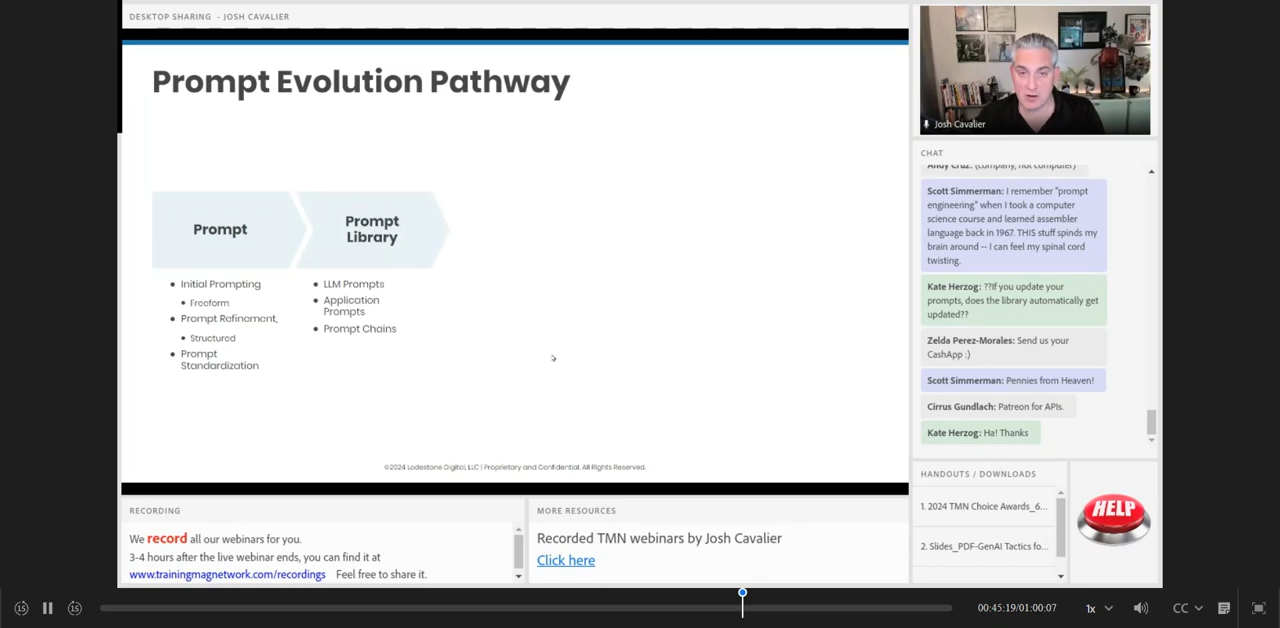 DESKTOP SHARING - JOSH CAVALIER
Prompt Evolution Pathway
Prompt
Prompt
Library
• Initial Prompting
• Freeform
• Prompt Refinement,
• Structured
• Prompt
Standardization
• LLM Prompts
• Application
Prompts
• Prompt Chains
©2024 Lodestone Digital, LLC | Proprietary and Confidential. All Rights Reserved.
Josh Cavalier
CHAT
Andy Cruz: (company, not computer)
Scott Simmerman: I remember "prompt
engineering" when I took a computer
science course and learned assembler
language back in 1967. THIS stuff spinds my
brain around -- I can feel my spinal cord
twisting.
Kate Herzog: ??If you update your
prompts, does the library automatically get
updated??
Zelda Perez-Morales: Send us your
CashApp :)
Scott Simmerman: Pennies from Heaven!
Cirrus Gundlach: Patreon for APIs.
Kate Herzog: Ha! Thanks
HANDOUTS / DOWNLOADS
1. 2024 TMN Choice Awards_6...
2. Slides_PDF-GenAI Tactics fo...
HELP
RECORDING
We record all our webinars for you.
3-4 hours after the live webinar ends, you can find it at
www.trainingmagnetwork.com/recordings Feel free to share it.
MORE RESOURCES
Recorded TMN webinars by Josh Cavalier
Click here
15
15
00:45:19/01:00:07
1x
CC